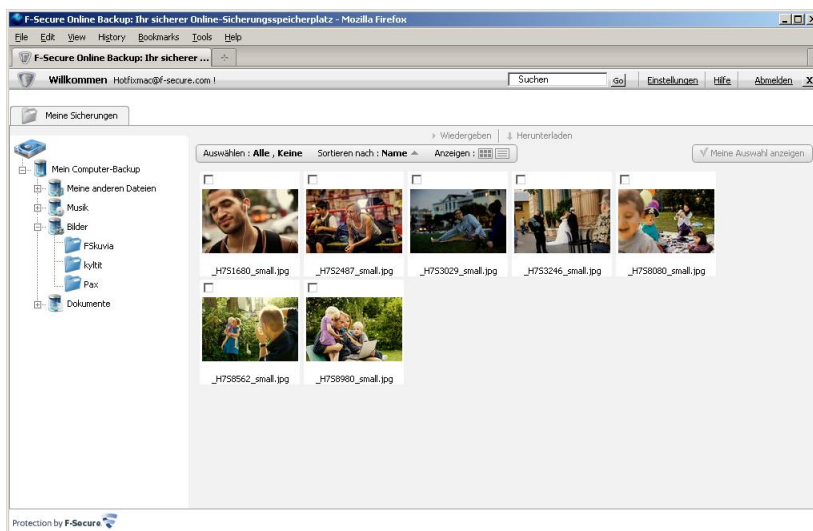 F-Secure Online Backup: Ihr sicherer Online-Sicherungsspeicherplatz - Mozilla Firefox
File Edit View History Bookmarks Tools Help
F-Secure Online Backup: Ihr sicherer ...
Willkommen Hotfixmac@f-secure.com ! Suchen Go Einstellungen Hilfe Abmelden X
Meine Sicherungen
Wiedergeben Herunterladen
Auswählen : Alle , Keine Sortieren nach : Name Anzeigen : Meine Auswahl anzeigen
Mein Computer-Backup
Meine anderen Dateien
Musik
Bilder
FSkuvia
kyltit
Pax
Dokumente
_H7S1680_small.jpg _H7S2487_small.jpg _H7S3029_small.jpg _H7S3246_small.jpg _H7S8080_small.jpg
_H7S8562_small.jpg _H7S8980_small.jpg
Protection by F-Secure